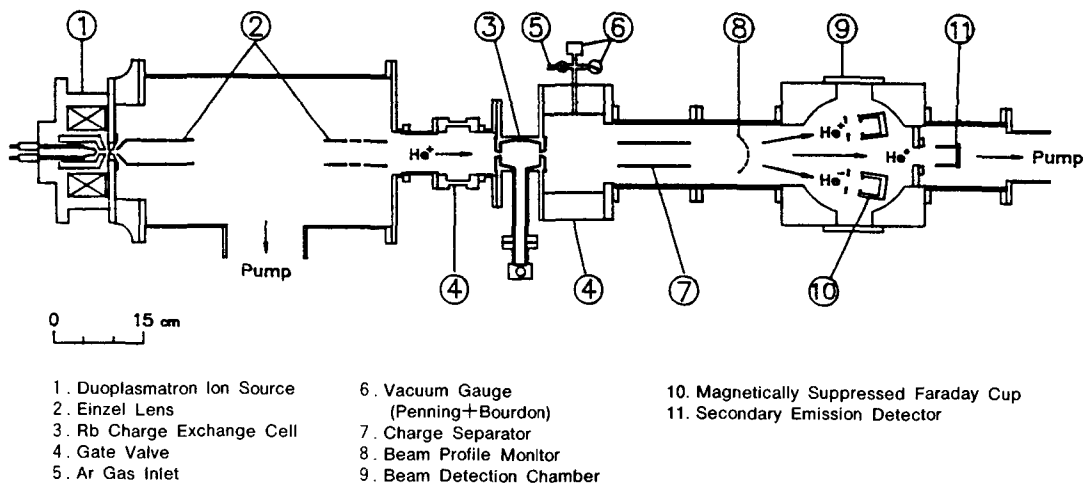 ① ② ③ ⑤ ⑥ ⑧ ⑨ ⑪
He⁺
He⁺
He°
He⁻
Pump
Pump
④ ④ ⑦ ⑩
0 15 cm
1. Duoplasmatron Ion Source
2. Einzel Lens
3. Rb Charge Exchange Cell
4. Gate Valve
5. Ar Gas Inlet
6. Vacuum Gauge
(Penning+Bourdon)
7. Charge Separator
8. Beam Profile Monitor
9. Beam Detection Chamber
10. Magnetically Suppressed Faraday Cup
11. Secondary Emission Detector